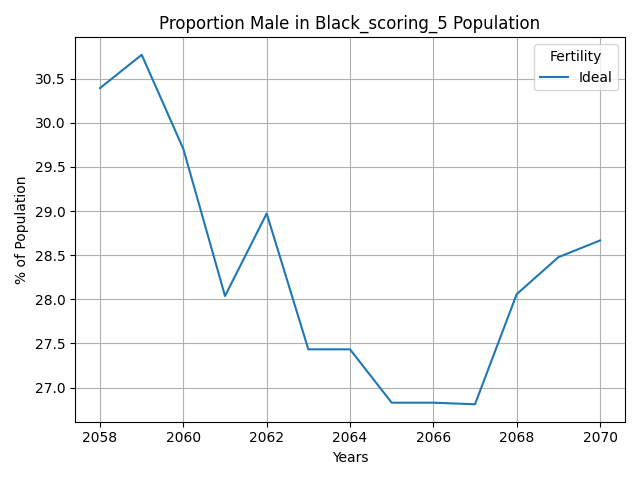 Proportion Male in Black_scoring_5 Population
Fertility
Ideal
% of Population
30.5
30.0
29.5
29.0
28.5
28.0
27.5
27.0
2058 2060 2062 2064 2066 2068 2070
Years